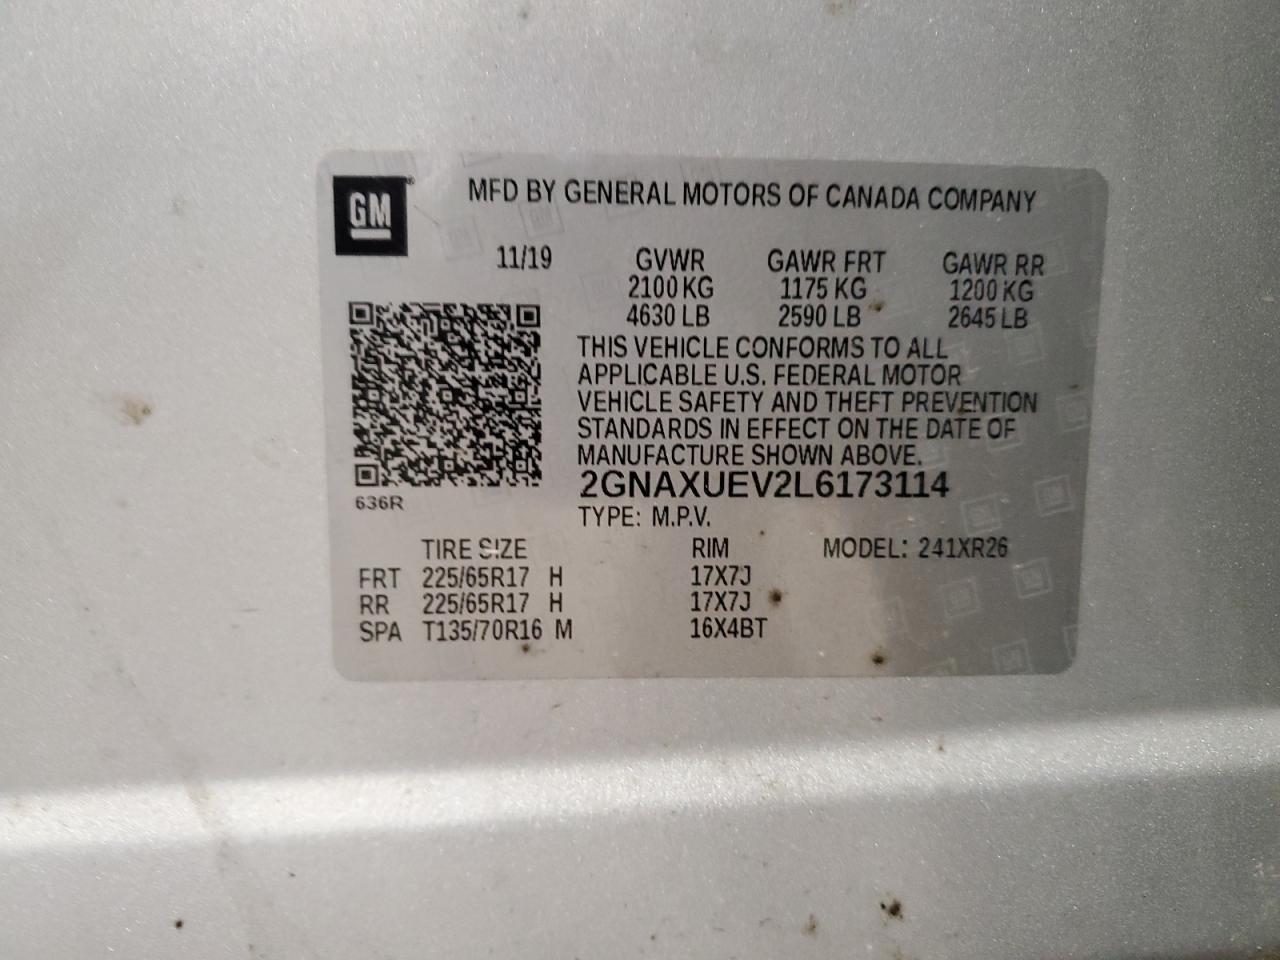 GM
MFD BY GENERAL MOTORS OF CANADA COMPANY
11/19 GVWR GAWR FRT GAWR RR
2100 KG 1175 KG 1200 KG
4630 LB 2590 LB 2645 LB
THIS VEHICLE CONFORMS TO ALL
APPLICABLE U.S. FEDERAL MOTOR
VEHICLE SAFETY AND THEFT PREVENTION
STANDARDS IN EFFECT ON THE DATE OF
MANUFACTURE SHOWN ABOVE.
2GNAXUEV2L6173114
636R
TYPE: M.P.V.
TIRE SIZE RIM MODEL: 241XR26
FRT 225/65R17 H 17X7J
RR 225/65R17 H 17X7J
SPA T135/70R16 M 16X4BT